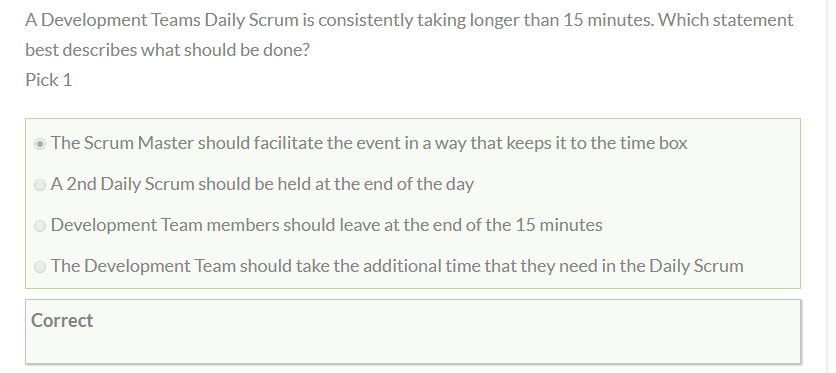 A Development Teams Daily Scrum is consistently taking longer than 15 minutes. Which statement
best describes what should be done?
Pick 1
The Scrum Master should facilitate the event in a way that keeps it to the time box
A 2nd Daily Scrum should be held at the end of the day
Development Team members should leave at the end of the 15 minutes
The Development Team should take the additional time that they need in the Daily Scrum
Correct